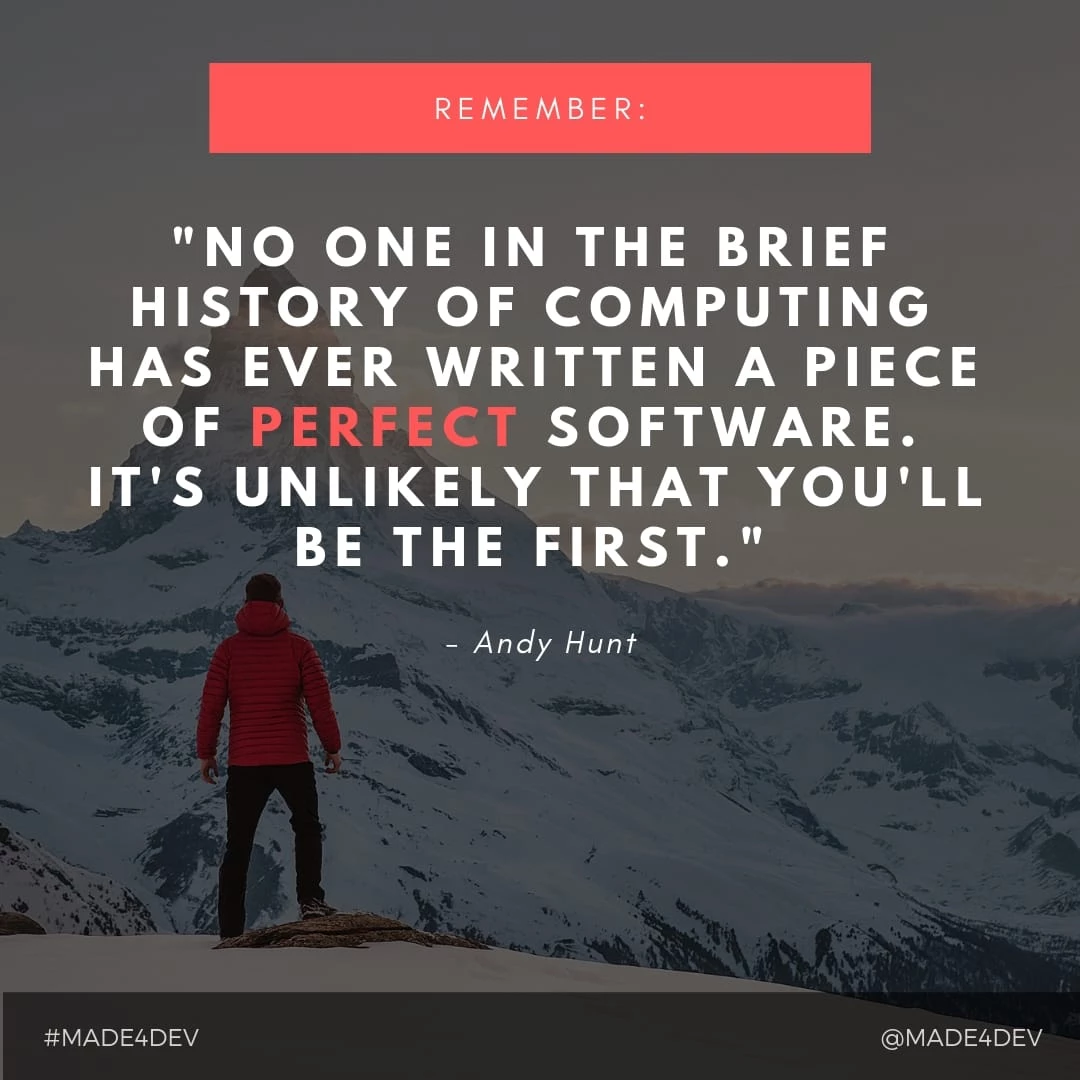 REMEMBER:
"NO ONE IN THE BRIEF
HISTORY OF COMPUTING
HAS EVER WRITTEN A PIECE
OF PERFECT SOFTWARE.
IT'S UNLIKELY THAT YOU'LL
BE THE FIRST."
- Andy Hunt
#MADE4DEV
@MADE4DEV